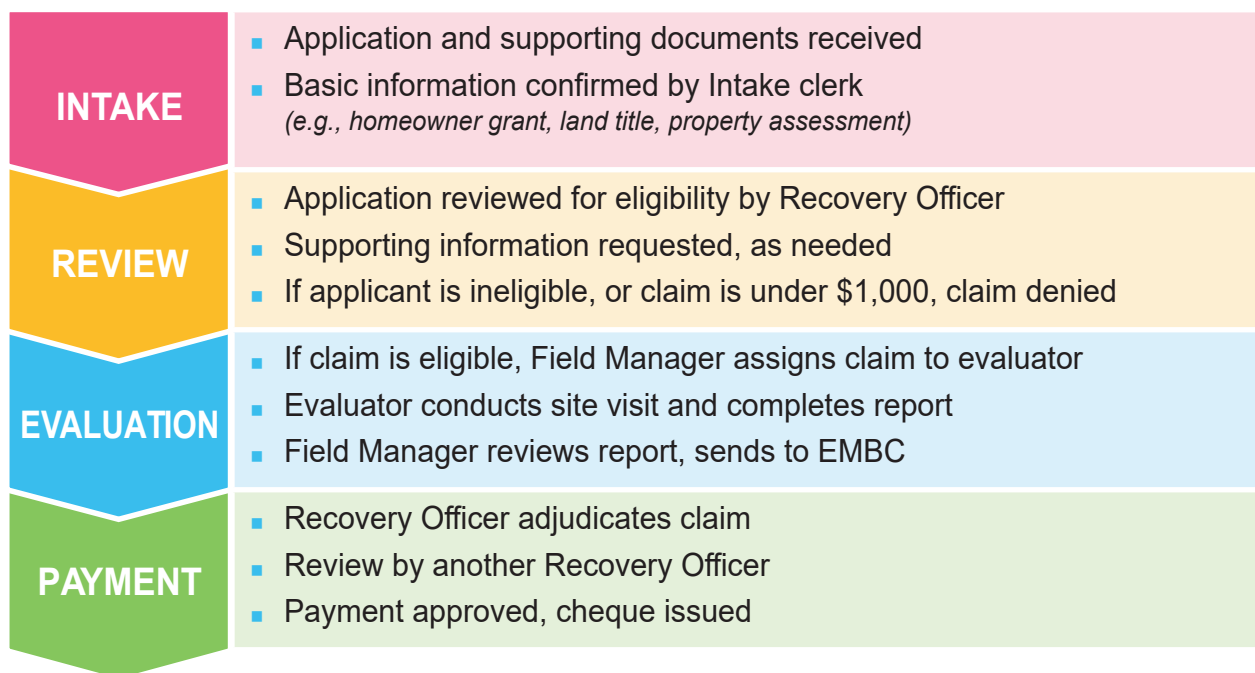 INTAKE
Application and supporting documents received
Basic information confirmed by Intake clerk
(e.g., homeowner grant, land title, property assessment)
REVIEW
Application reviewed for eligibility by Recovery Officer
Supporting information requested, as needed
If applicant is ineligible, or claim is under $1,000, claim denied
EVALUATION
If claim is eligible, Field Manager assigns claim to evaluator
Evaluator conducts site visit and completes report
Field Manager reviews report, sends to EMBC
PAYMENT
Recovery Officer adjudicates claim
Review by another Recovery Officer
Payment approved, cheque issued